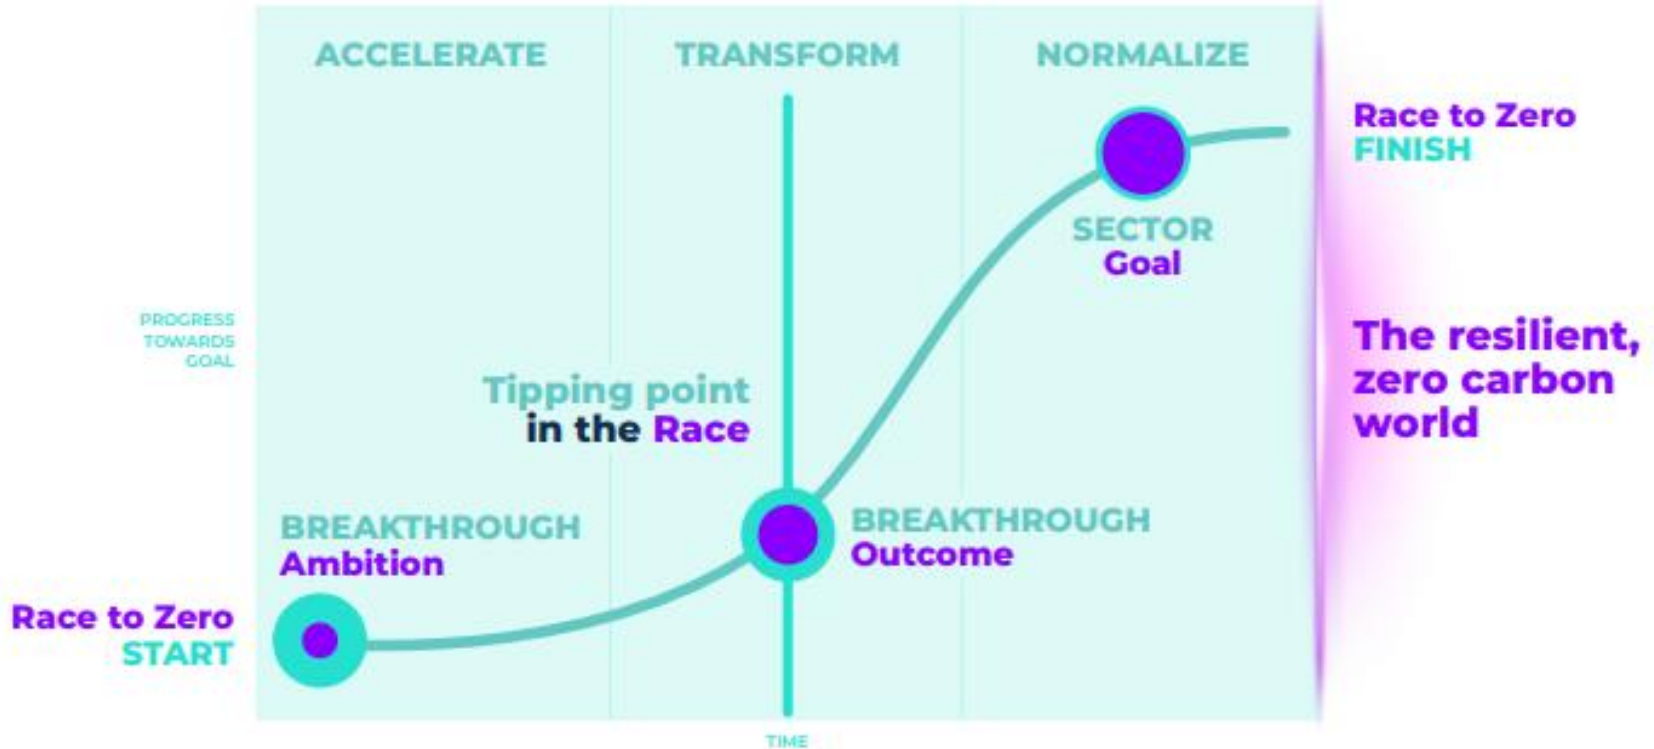 ACCELERATE
TRANSFORM
NORMALIZE
Race to Zero
FINISH
SECTOR
Goal
PROGRESS
TOWARDS
GOAL
The resilient,
zero carbon
world
Tipping point
in the Race
BREAKTHROUGH
Ambition
BREAKTHROUGH
Outcome
Race to Zero
START
TIME